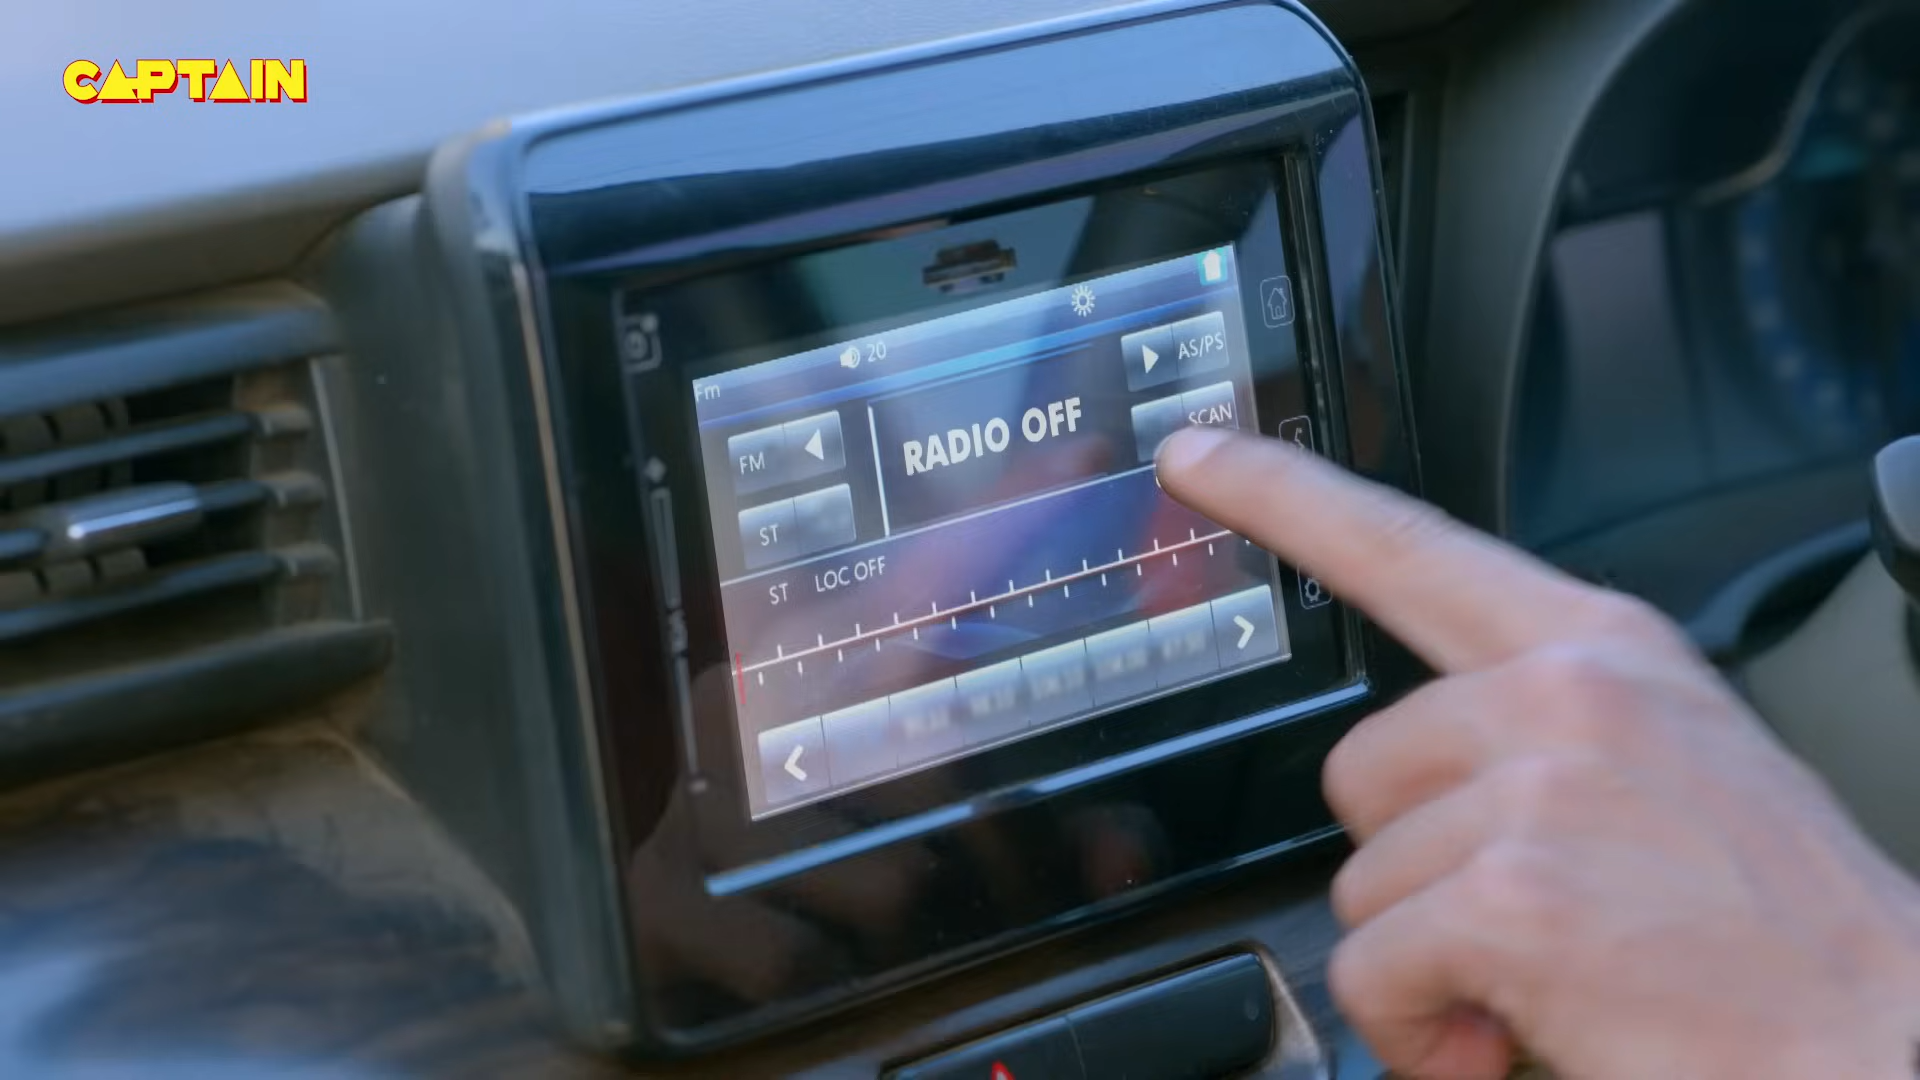 CAPTAIN
Fm
20
FM
RADIO OFF
AS/PS
SCAN
ST
ST LOC OFF